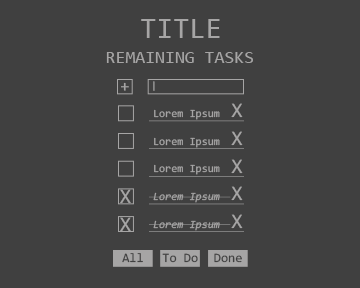 TITLE
REMAINING TASKS
+
Lorem Ipsum X
Lorem Ipsum X
Lorem Ipsum X
X Lorem Ipsum X
X Lorem Ipsum X
All To Do Done